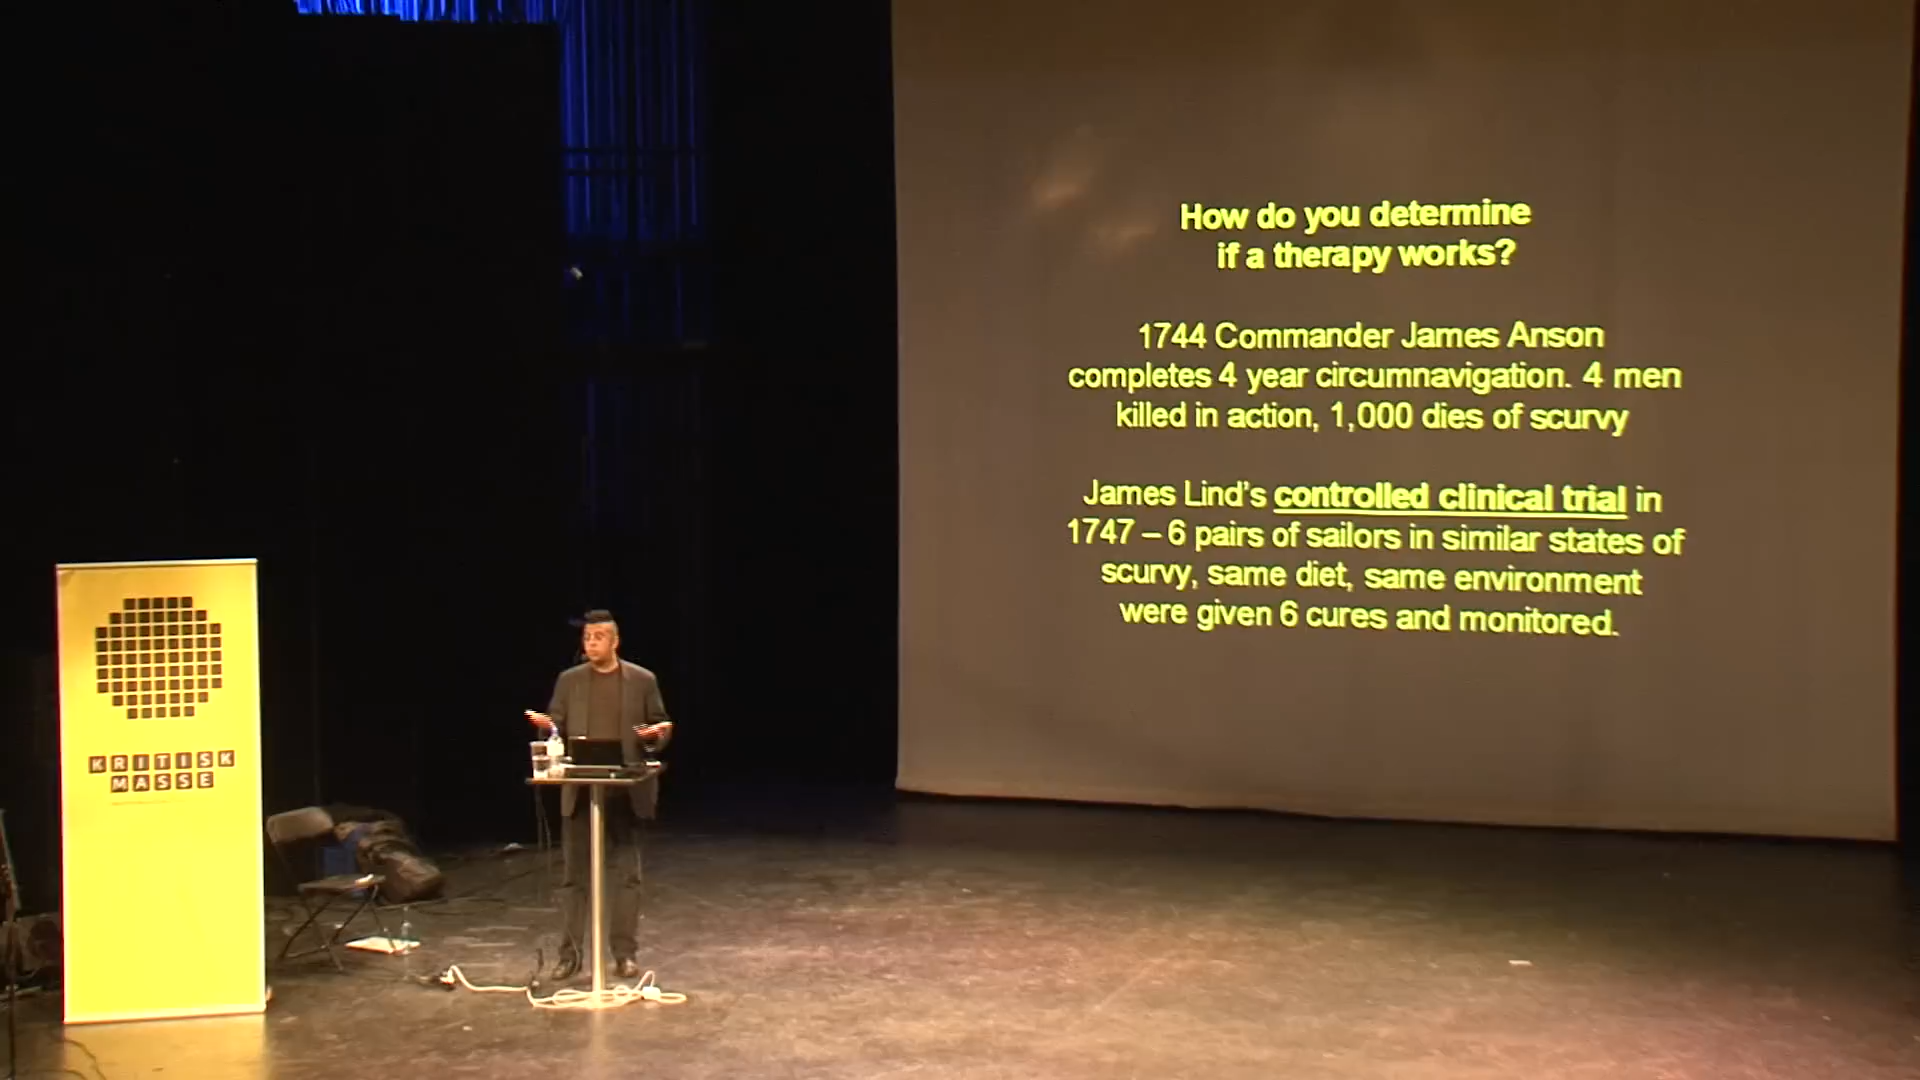 How do you determine
if a therapy works?
1744 Commander James Anson
completes 4 year circumnavigation. 4 men
killed in action, 1,000 dies of scurvy
James Lind's controlled clinical trial in
1747 – 6 pairs of sailors in similar states of
scurvy, same diet, same environment
were given 6 cures and monitored.
KRITISK
MASSE